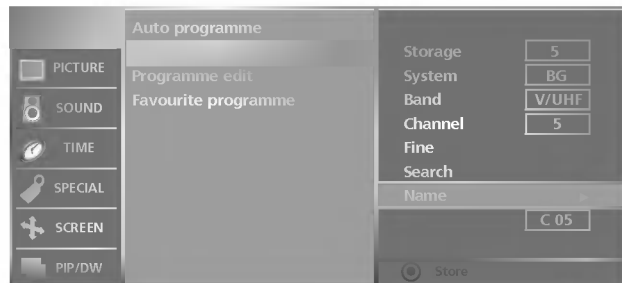 PICTURE
SOUND
TIME
SPECIAL
SCREEN
PIP/DW
Auto programme
Programme edit
Favourite programme
Storage 5
System BG
Band V/UHF
Channel 5
Fine
Search
Name
C 05
Store